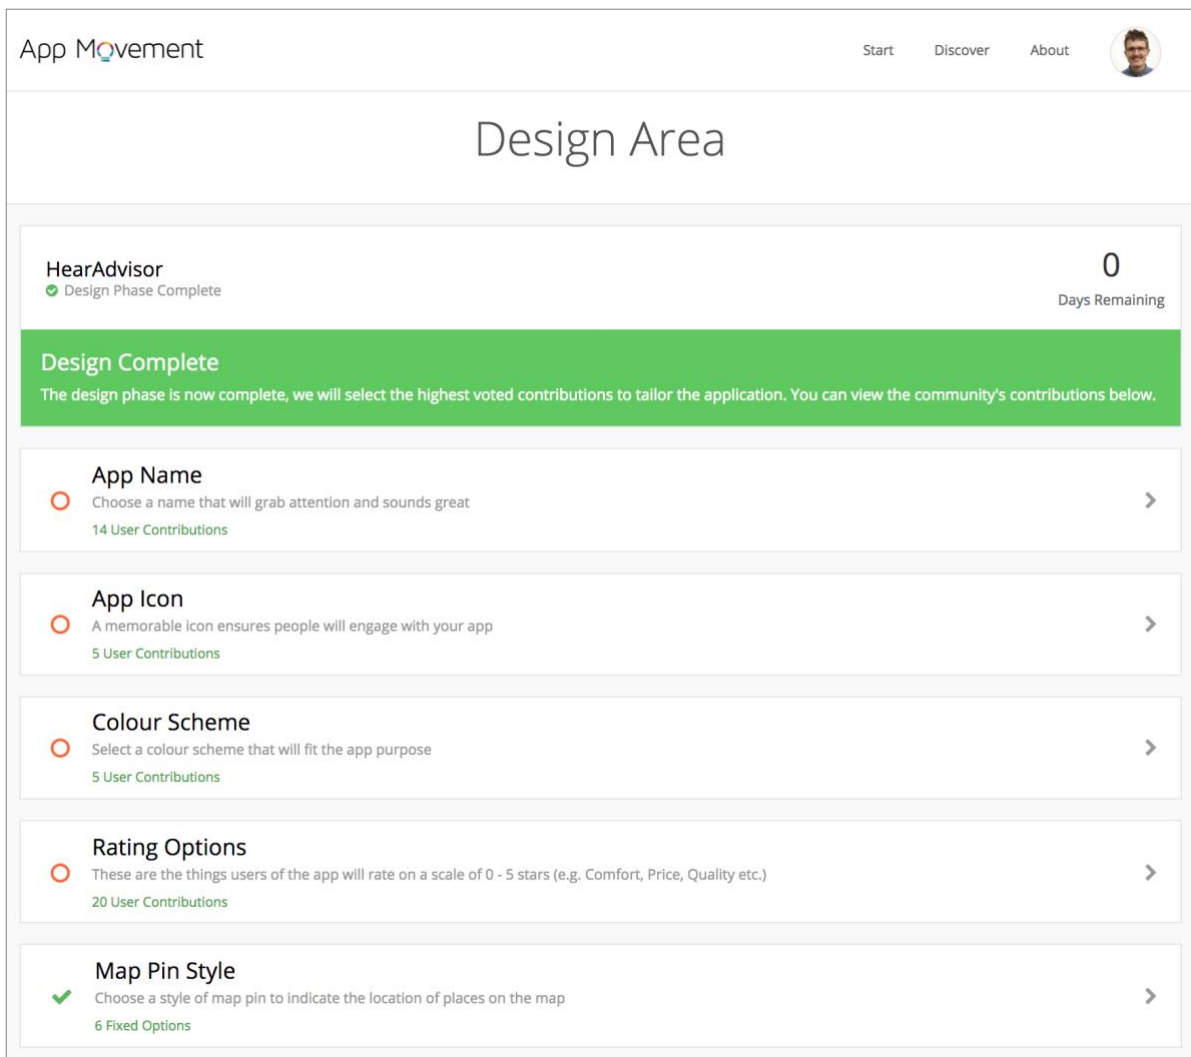 App Movement
Start Discover About
Design Area
HearAdvisor
Design Phase Complete
0
Days Remaining
Design Complete
The design phase is now complete, we will select the highest voted contributions to tailor the application. You can view the community's contributions below.
App Name
Choose a name that will grab attention and sounds great
14 User Contributions
App Icon
A memorable icon ensures people will engage with your app
5 User Contributions
Colour Scheme
Select a colour scheme that will fit the app purpose
5 User Contributions
Rating Options
These are the things users of the app will rate on a scale of 0 - 5 stars (e.g. Comfort, Price, Quality etc.)
20 User Contributions
Map Pin Style
Choose a style of map pin to indicate the location of places on the map
6 Fixed Options